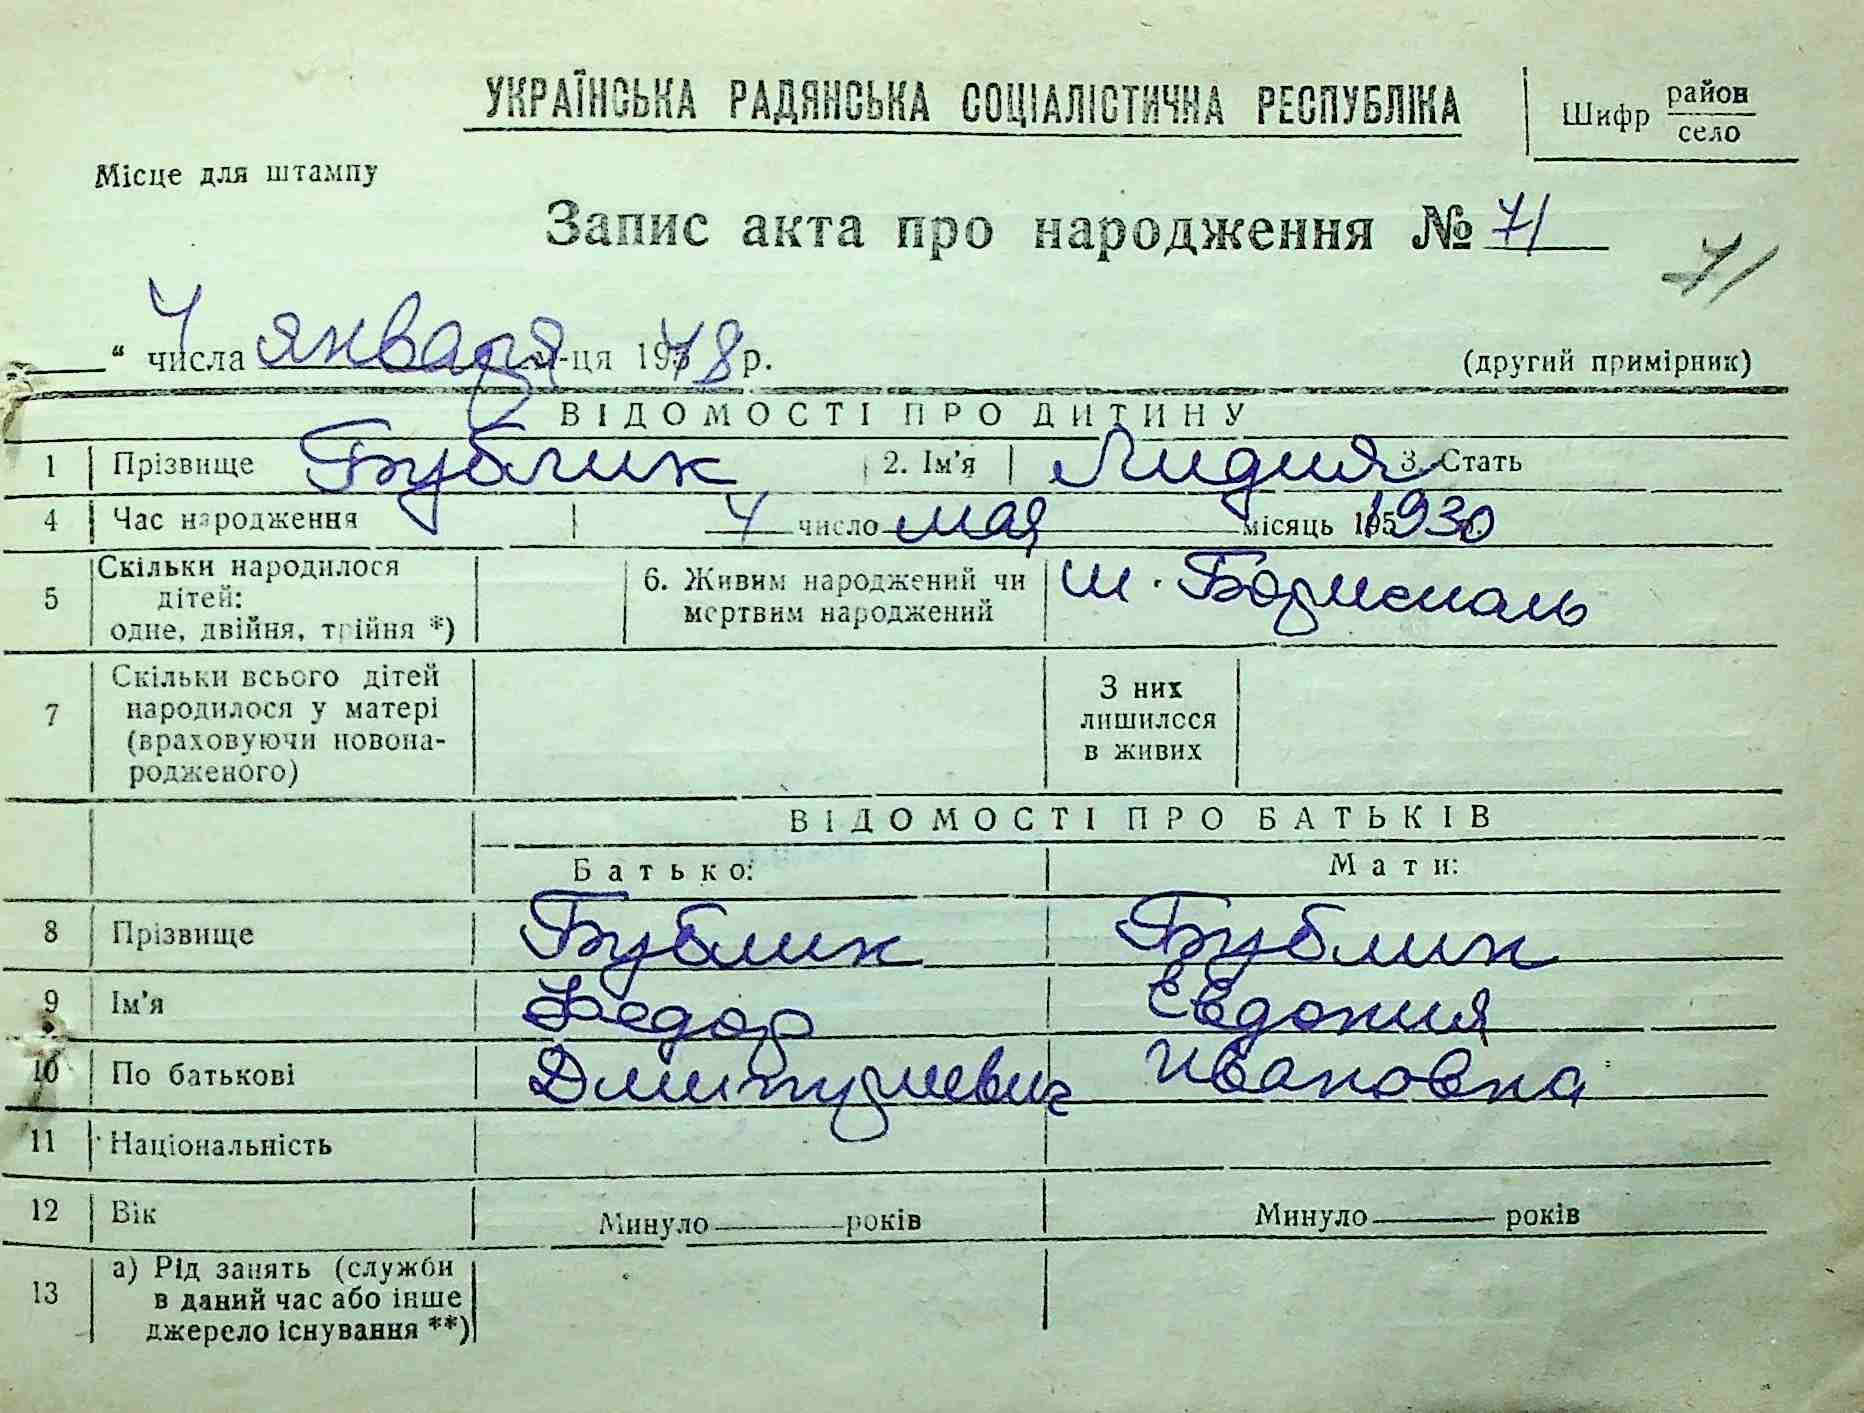 УКРАЇНСЬКА РАДЯНСЬКА СОЦІАЛІСТИЧНА РЕСПУБЛІКА
Шифр район
село
Місце для штампу
Запис акта про народження № 71
71
“ числа января м-ця 1948 р.
(другий примірник)
ВІДОМОСТІ ПРО ДИТИНУ
1 Прізвище Бублик 2. Ім’я Лидия 3. Стать
4 Час народження 4 число мая місяць 195 1930
5 Скільки народилося дітей: одне, двійня, трійня *) 6. Живим народжений чи мертвим народжений м. Борисполь
7 Скільки всього дітей народилося у матері (враховуючи новонародженого) З них лишилося в живих
ВІДОМОСТІ ПРО БАТЬКІВ
Батько: Мати:
8 Прізвище Бублик Бублик
9 Ім’я Федор Евдокия
10 По батькові Дмитриевич Ивановна
11 Національність
12 Вік Минуло років Минуло років
13 а) Рід занять (служби в даний час або інше джерело існування **)